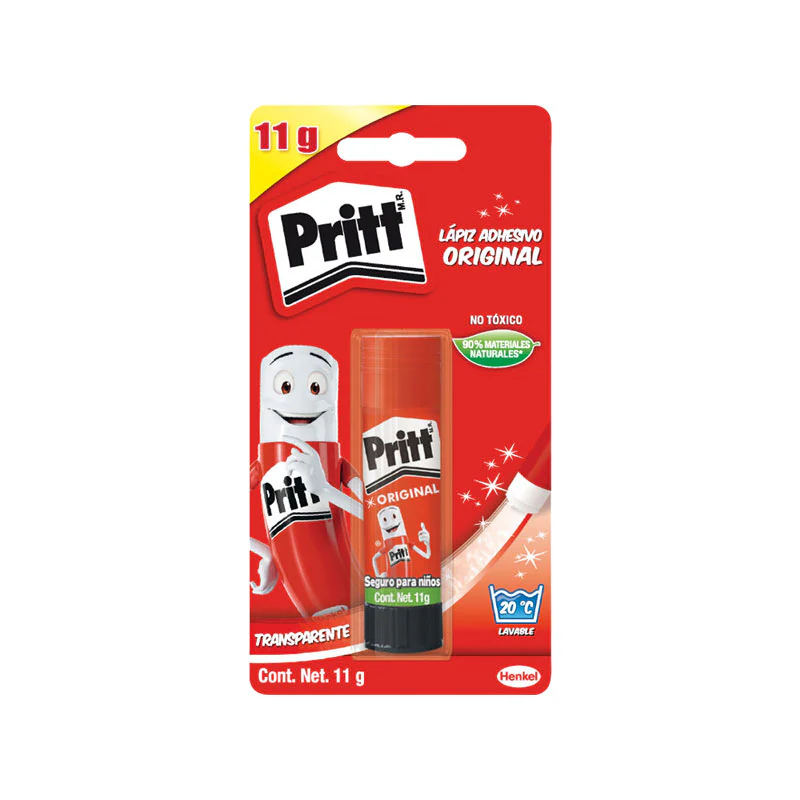 11 g
Pritt M.R.
LÁPIZ ADHESIVO
ORIGINAL
NO TÓXICO
90% MATERIALES
NATURALES*
Pritt
Pritt M.R.
ORIGINAL
Pritt
Seguro para niños
Cont. Net. 11g
Henkel
20 °C
LAVABLE
TRANSPARENTE
Cont. Net. 11 g
Henkel